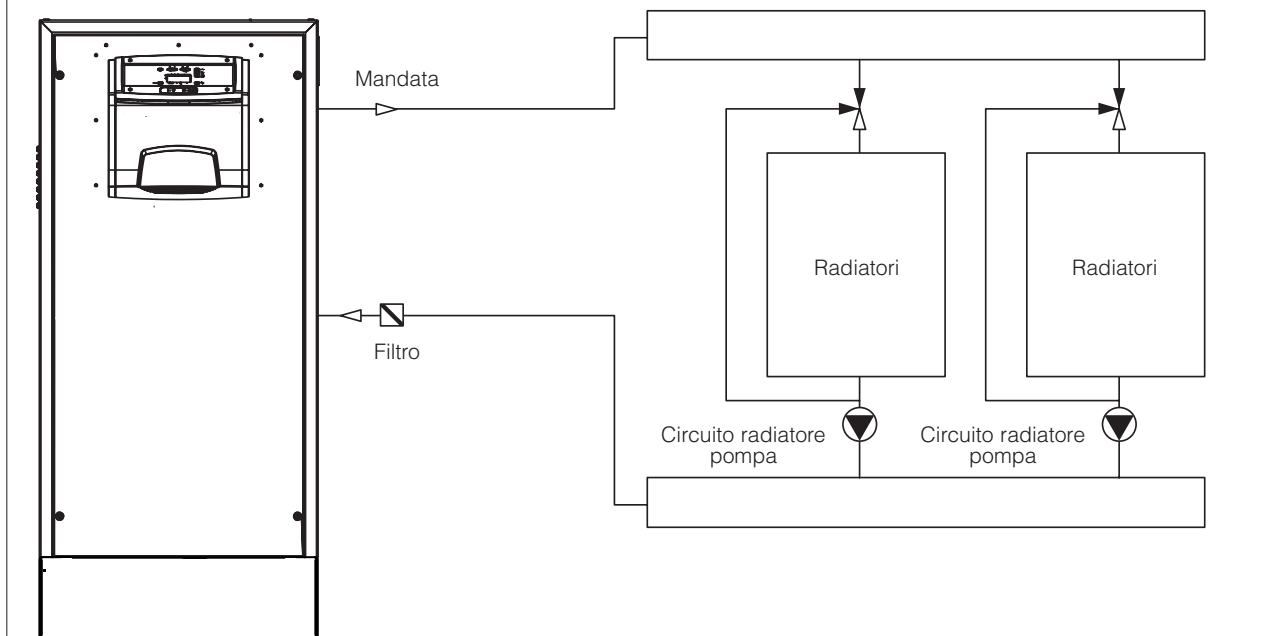 Mandata
Filtro
Radiatori
Radiatori
Circuito radiatore
pompa
Circuito radiatore
pompa